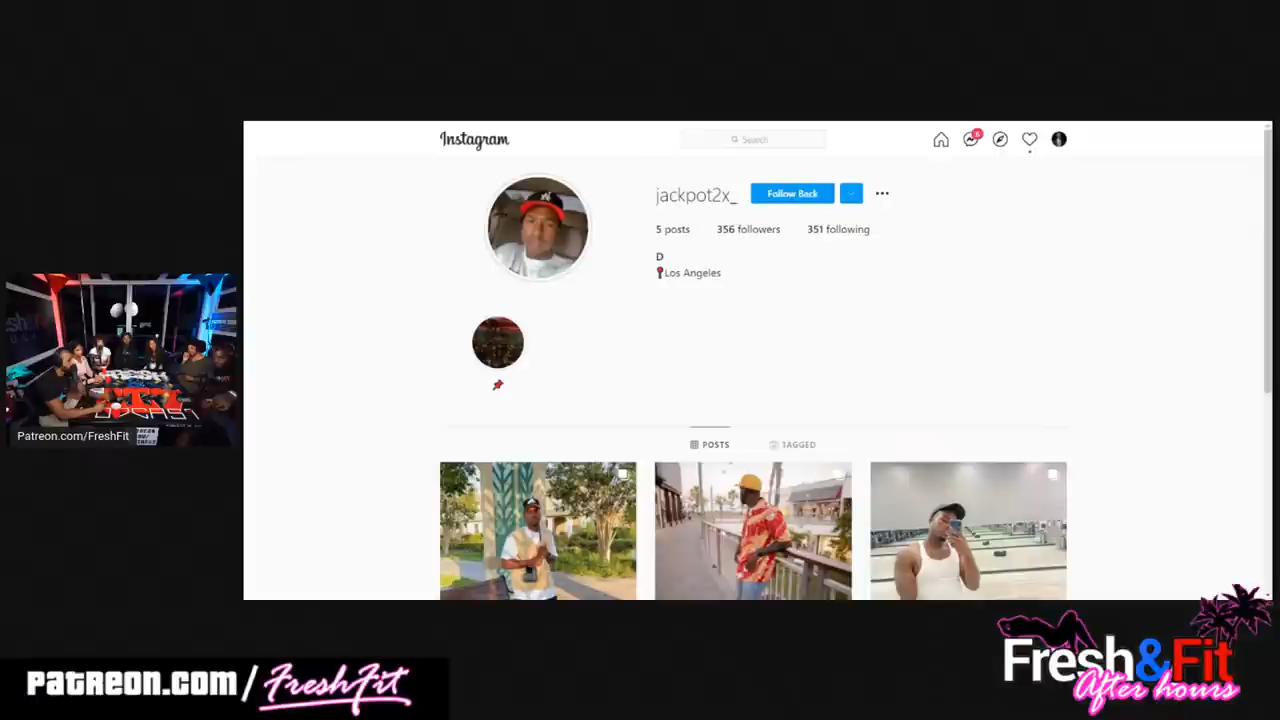 Instagram
Search
6
jackpot2x_
Follow Back
5 posts 356 followers 351 following
D
Los Angeles
POSTS
TAGGED
Patreon.com/FreshFit
Patreon.com/FreshFit
Fresh&Fit
After hours